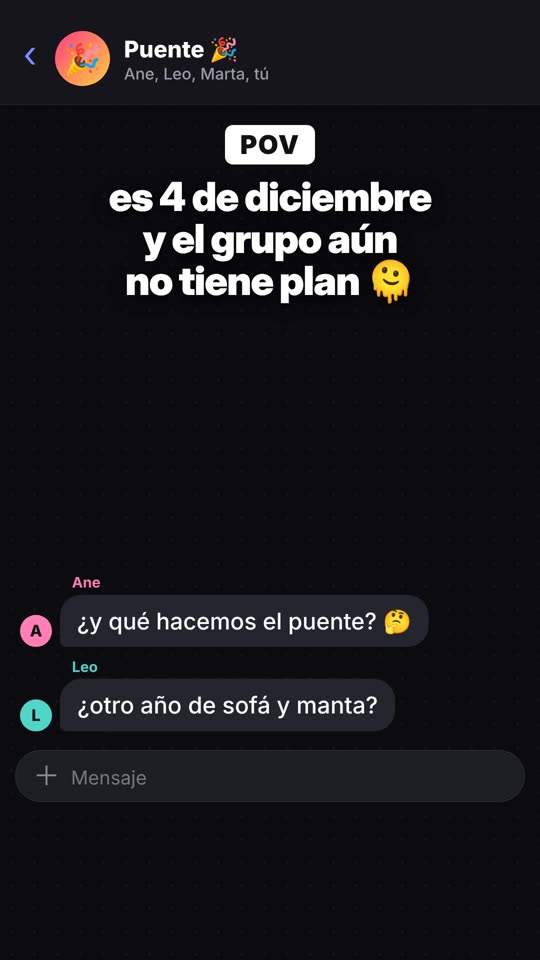 Puente 🎉
Ane, Leo, Marta, tú
POV
es 4 de diciembre
y el grupo aún
no tiene plan 🫠
Ane
A
¿y qué hacemos el puente? 🤔
Leo
L
¿otro año de sofá y manta?
Mensaje